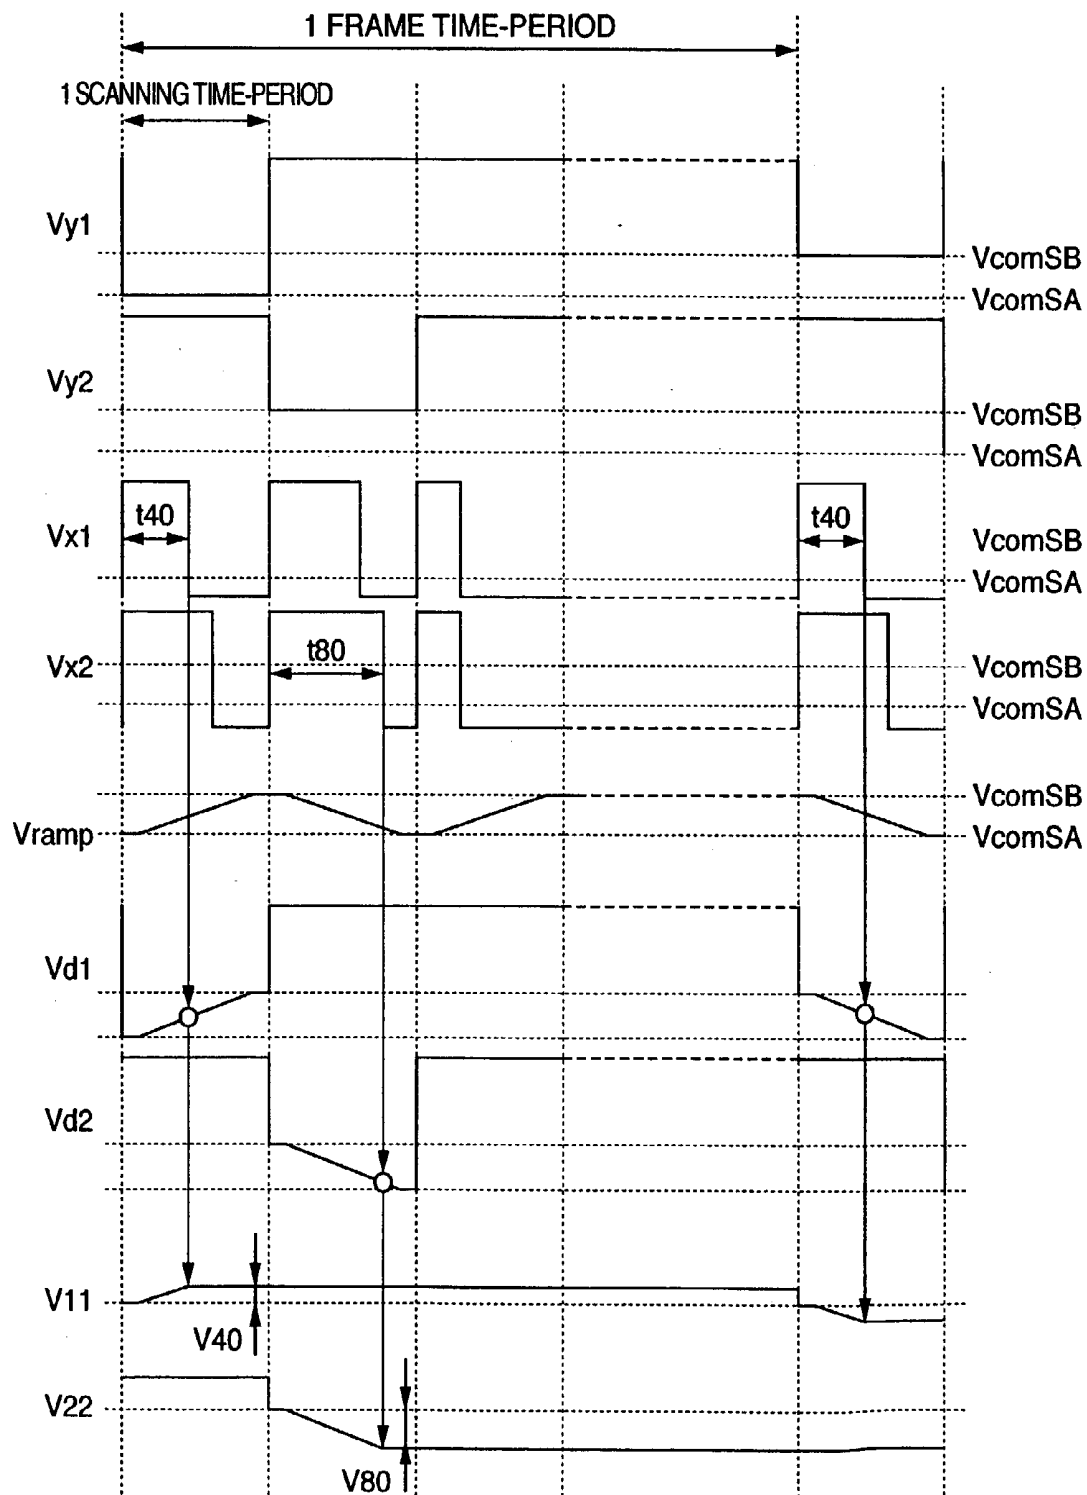 1 FRAME TIME-PERIOD
1 SCANNING TIME-PERIOD
Vy1
VcomSB
VcomSA
Vy2
VcomSB
VcomSA
Vx1
t40
t40
VcomSB
VcomSA
Vx2
t80
VcomSB
VcomSA
Vramp
VcomSB
VcomSA
Vd1
Vd2
V11
V40
V22
V80